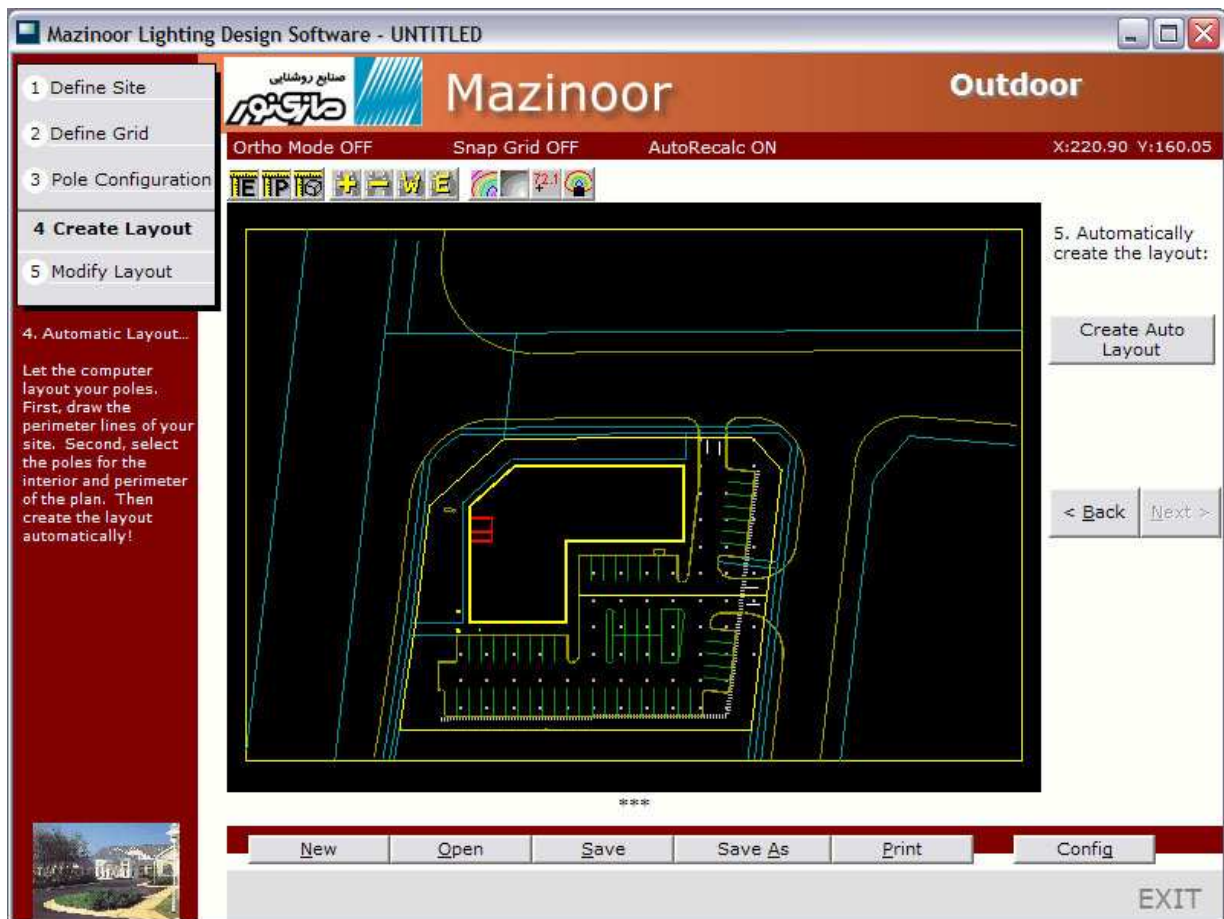 Mazinoor Lighting Design Software - UNTITLED
1 Define Site
2 Define Grid
3 Pole Configuration
4 Create Layout
5 Modify Layout
صنایع روشنایی
مازی نور
Mazinoor
Outdoor
Ortho Mode OFF Snap Grid OFF AutoRecalc ON X:220.90 Y:160.05
E P W E 72.1
4. Automatic Layout...
Let the computer
layout your poles.
First, draw the
perimeter lines of your
site. Second, select
the poles for the
interior and perimeter
of the plan. Then
create the layout
automatically!
5. Automatically
create the layout:
Create Auto
Layout
< Back Next >
***
New Open Save Save As Print Config
EXIT